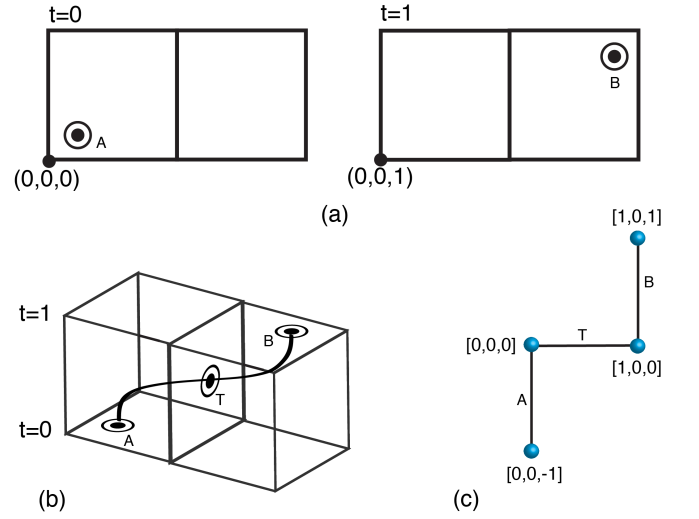 t=0
t=1
A
B
(0,0,0)
(0,0,1)
(a)
t=1
t=0
B
T
A
(b)
[1,0,1]
B
T
[0,0,0]
[1,0,0]
A
[0,0,-1]
(c)